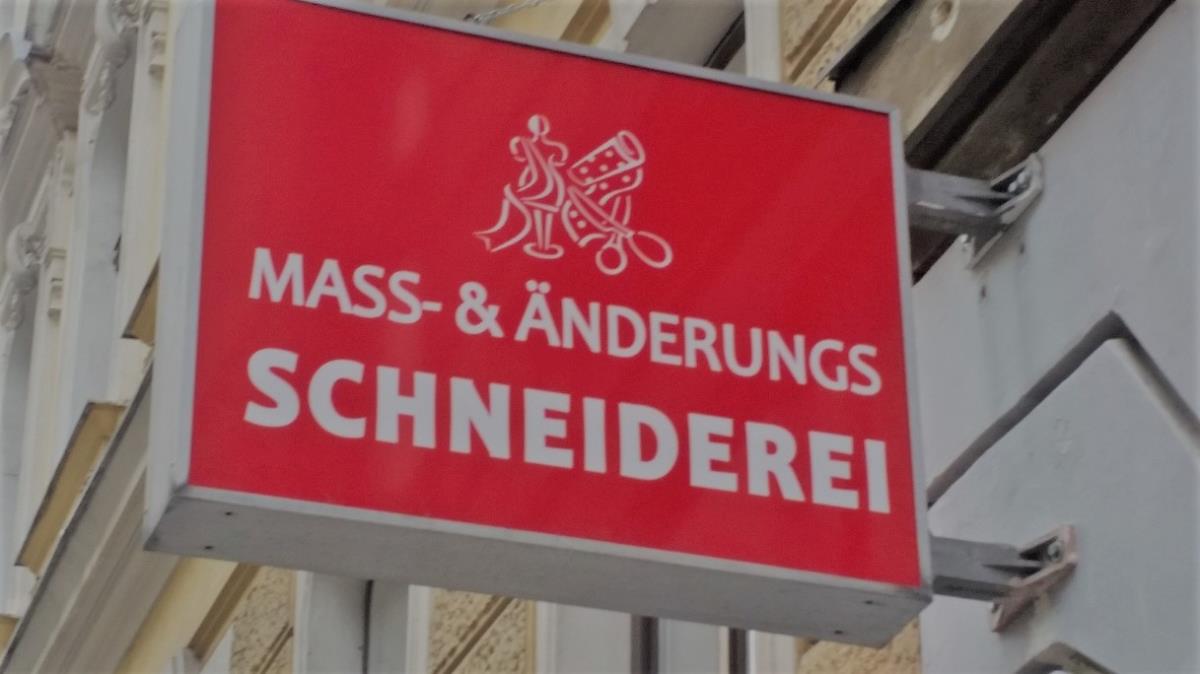 MASS- & ÄNDERUNGS
SCHNEIDEREI